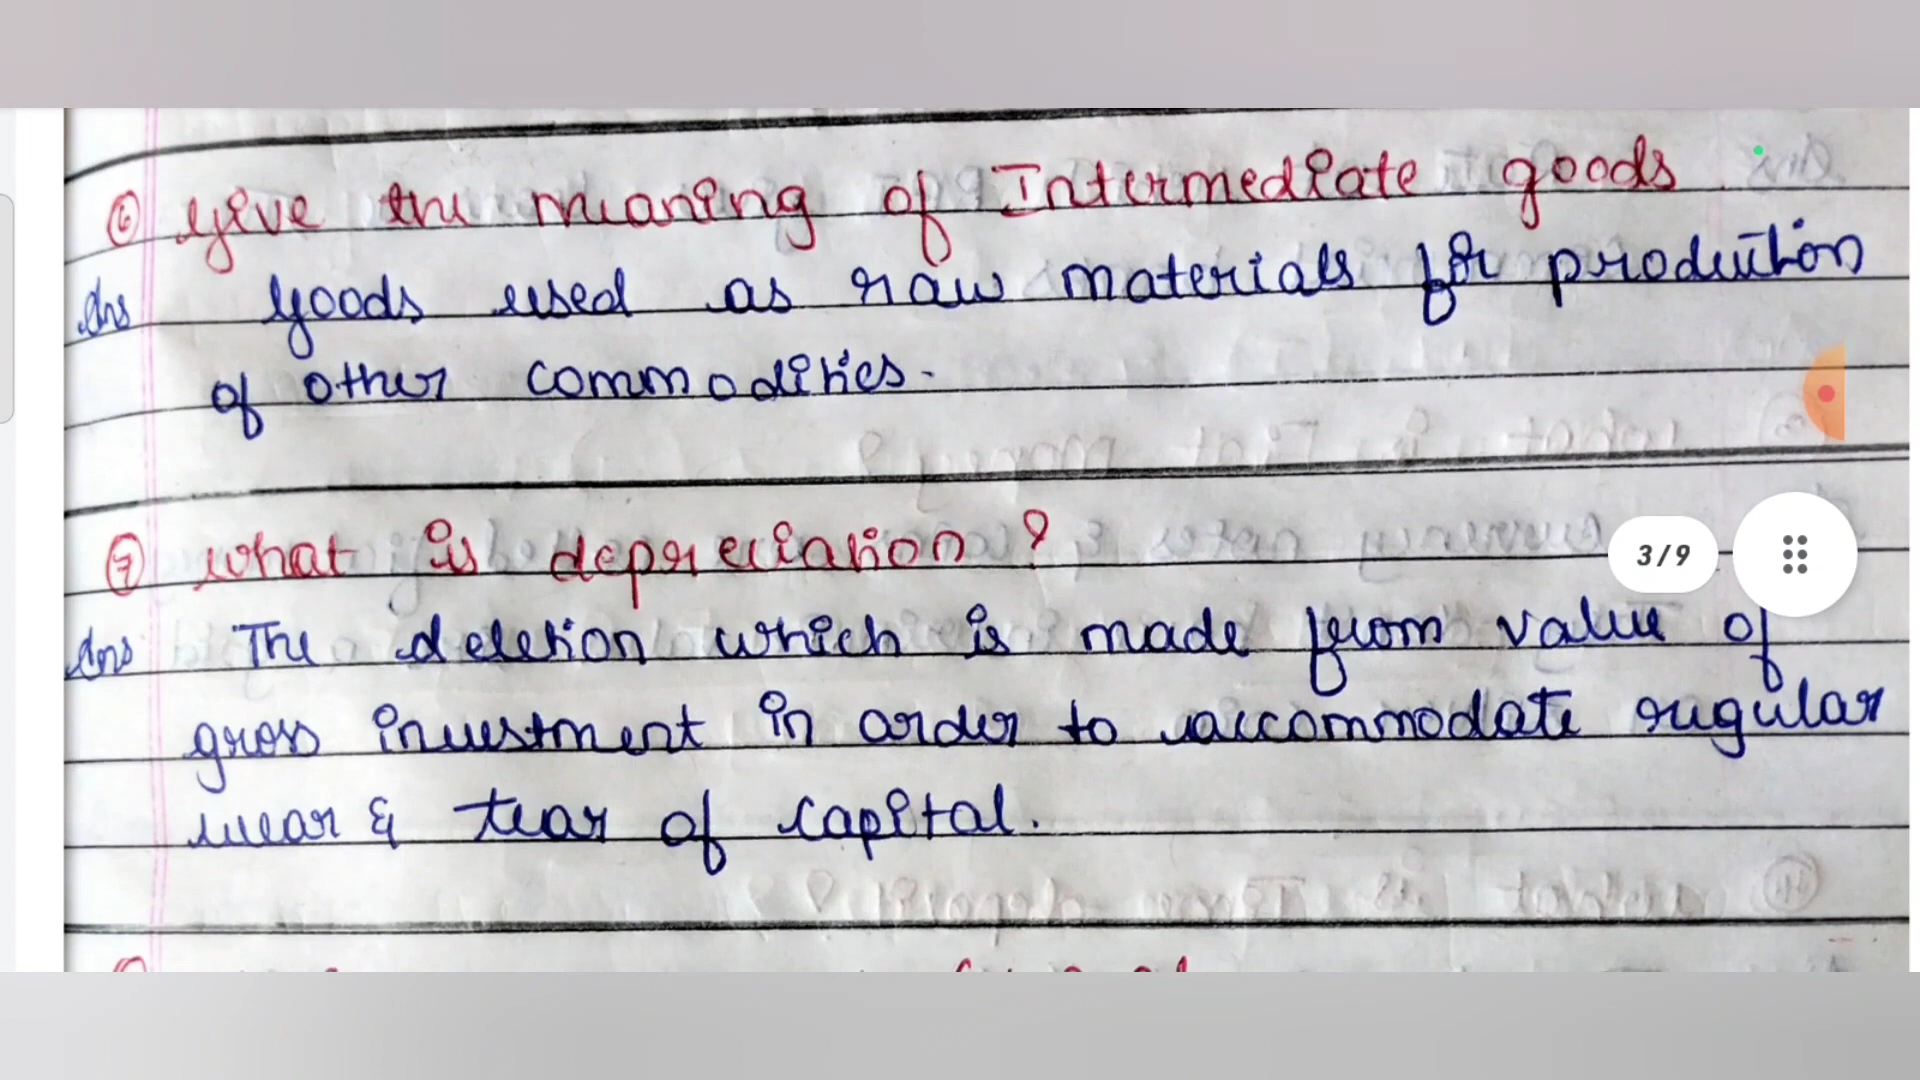 6 Give the meaning of Intermediate goods
Ans Goods used as raw materials for production
of other commodities.
7 What is depreciation?
Ans The deletion which is made from value of
gross investment in order to accommodate regular
wear & tear of capital.
3/9